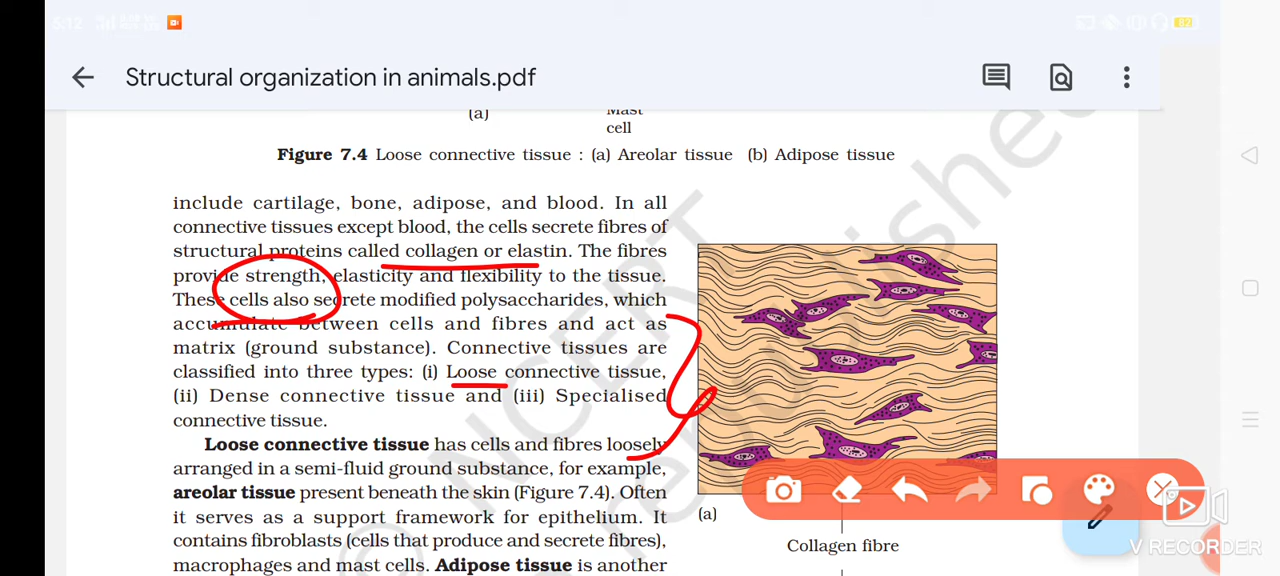 5:12
82
Structural organization in animals.pdf
(a)
Mast
cell
Figure 7.4 Loose connective tissue : (a) Areolar tissue (b) Adipose tissue
include cartilage, bone, adipose, and blood. In all
connective tissues except blood, the cells secrete fibres of
structural proteins called collagen or elastin. The fibres
provide strength, elasticity and flexibility to the tissue.
These cells also secrete modified polysaccharides, which
accumulate between cells and fibres and act as
matrix (ground substance). Connective tissues are
classified into three types: (i) Loose connective tissue,
(ii) Dense connective tissue and (iii) Specialised
connective tissue.
Loose connective tissue has cells and fibres loosely
arranged in a semi-fluid ground substance, for example,
areolar tissue present beneath the skin (Figure 7.4). Often
it serves as a support framework for epithelium. It
contains fibroblasts (cells that produce and secrete fibres),
macrophages and mast cells. Adipose tissue is another
(a)
Collagen fibre
© NCERT
V RECORDER